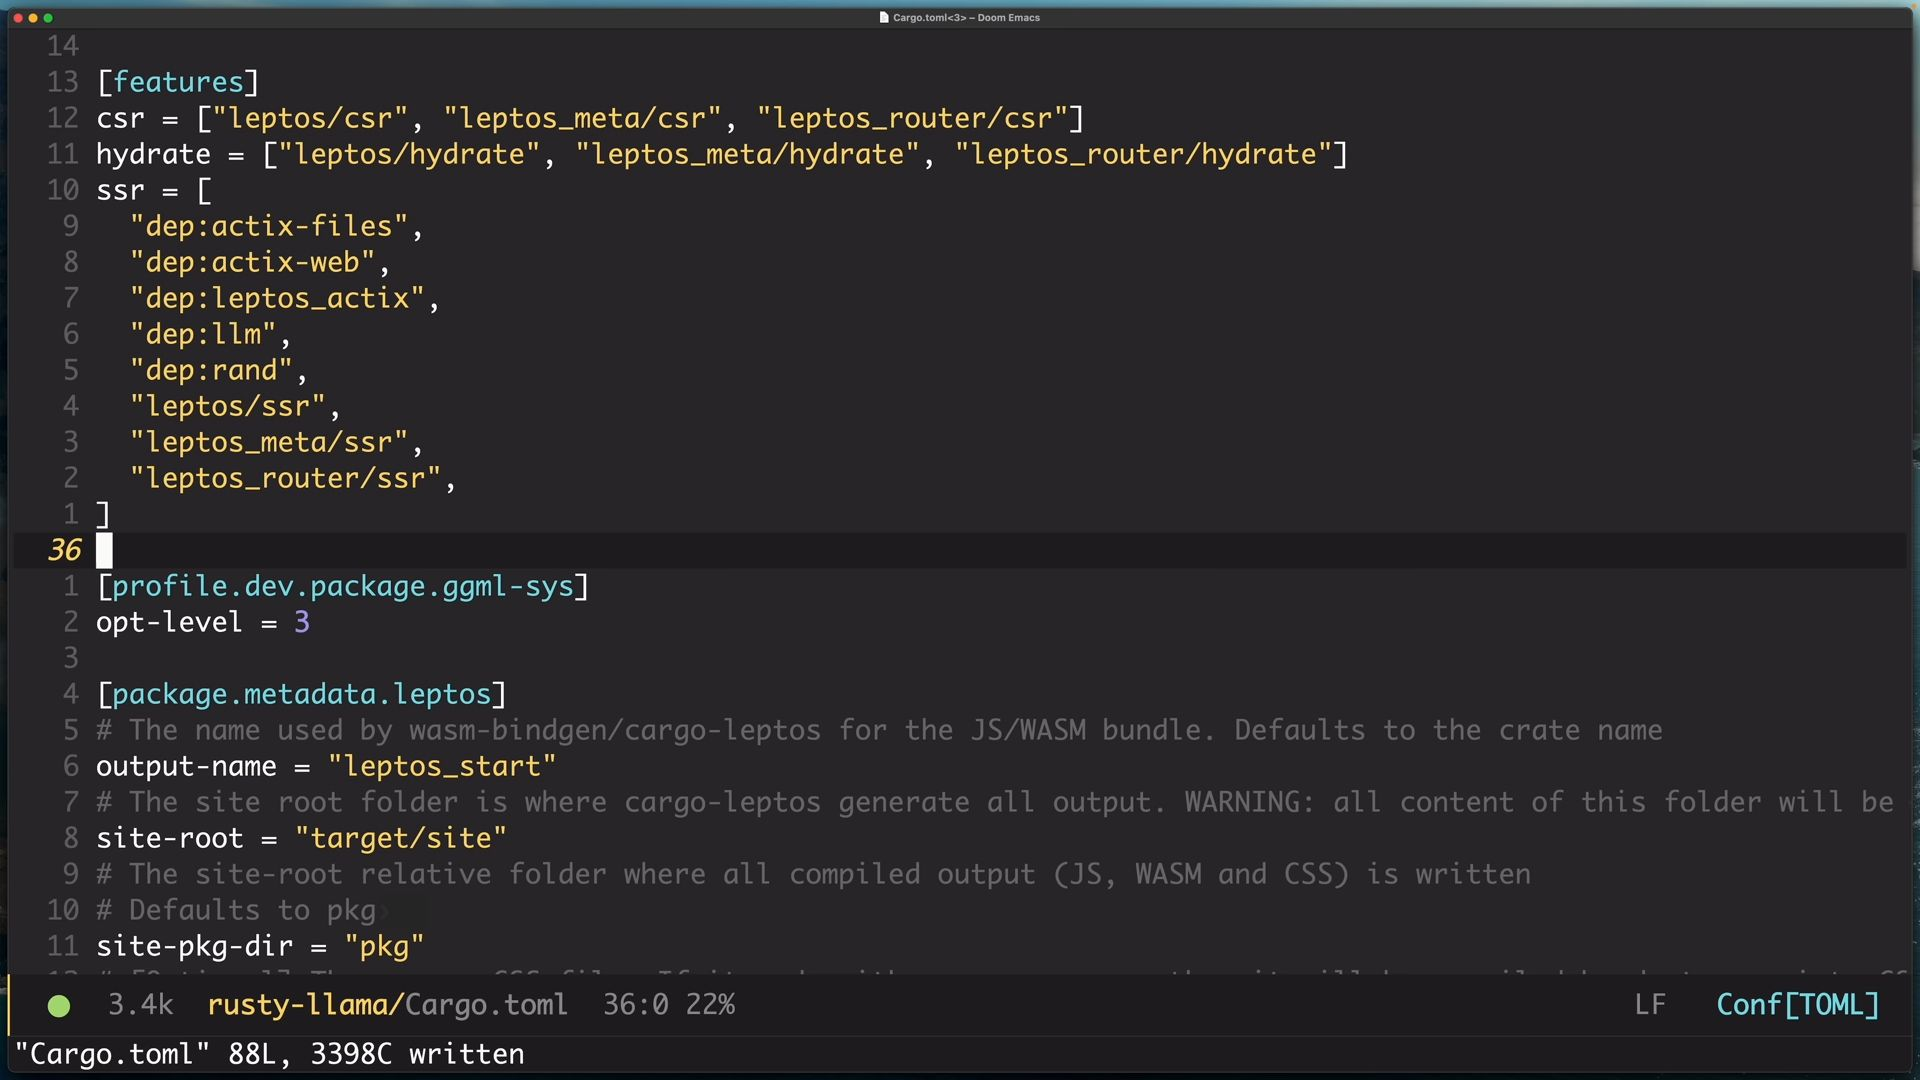 Cargo.toml<3> – Doom Emacs
14
13 [features]
12 csr = ["leptos/csr", "leptos_meta/csr", "leptos_router/csr"]
11 hydrate = ["leptos/hydrate", "leptos_meta/hydrate", "leptos_router/hydrate"]
10 ssr = [
9   "dep:actix-files",
8   "dep:actix-web",
7   "dep:leptos_actix",
6   "dep:llm",
5   "dep:rand",
4   "leptos/ssr",
3   "leptos_meta/ssr",
2   "leptos_router/ssr",
1 ]
36
1 [profile.dev.package.ggml-sys]
2 opt-level = 3
3
4 [package.metadata.leptos]
5 # The name used by wasm-bindgen/cargo-leptos for the JS/WASM bundle. Defaults to the crate name
6 output-name = "leptos_start"
7 # The site root folder is where cargo-leptos generate all output. WARNING: all content of this folder will be
8 site-root = "target/site"
9 # The site-root relative folder where all compiled output (JS, WASM and CSS) is written
10 # Defaults to pkg
11 site-pkg-dir = "pkg"
3.4k rusty-llama/Cargo.toml 36:0 22% LF Conf[TOML]
"Cargo.toml" 88L, 3398C written